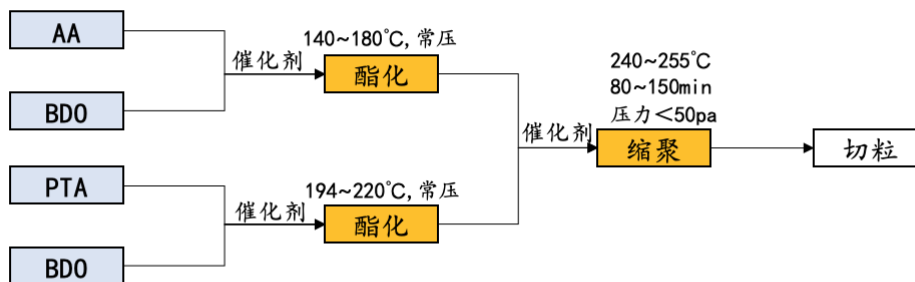 AA
BDO
催化剂
140~180℃,常压
酯化
PTA
BDO
催化剂
194~220℃,常压
酯化
催化剂
240~255℃
80~150min
压力<50pa
缩聚
切粒